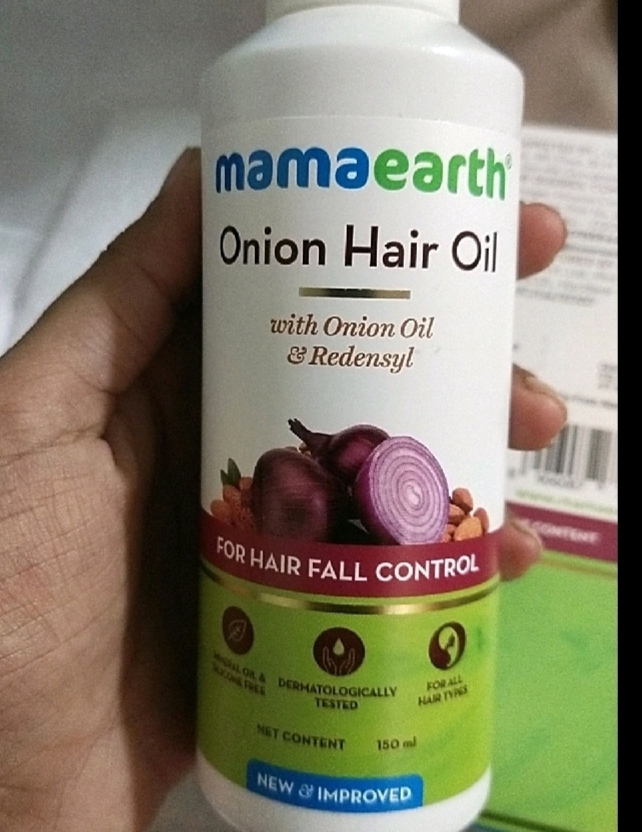 mamaearth®
Onion Hair Oil
with Onion Oil
& Redensyl
FOR HAIR FALL CONTROL
MINERAL OIL &
SILICONE FREE
DERMATOLOGICALLY
TESTED
FOR ALL
HAIR TYPES
NET CONTENT 150 ml
NEW & IMPROVED
CONTENT